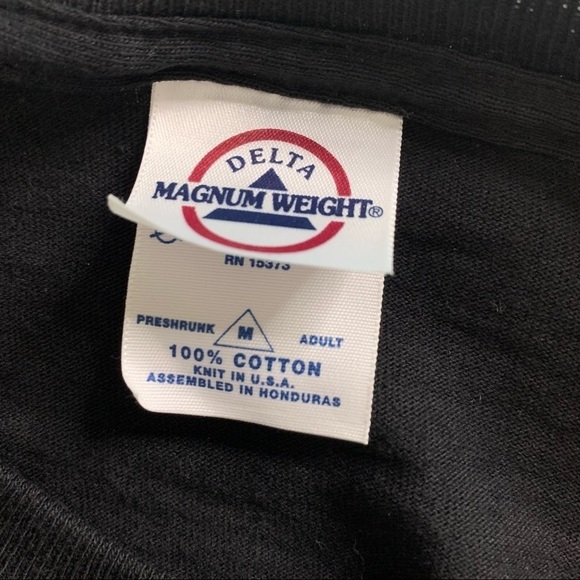 DELTA
MAGNUM WEIGHT®
RN 15373
PRESHRUNK M ADULT
100% COTTON
KNIT IN U.S.A.
ASSEMBLED IN HONDURAS